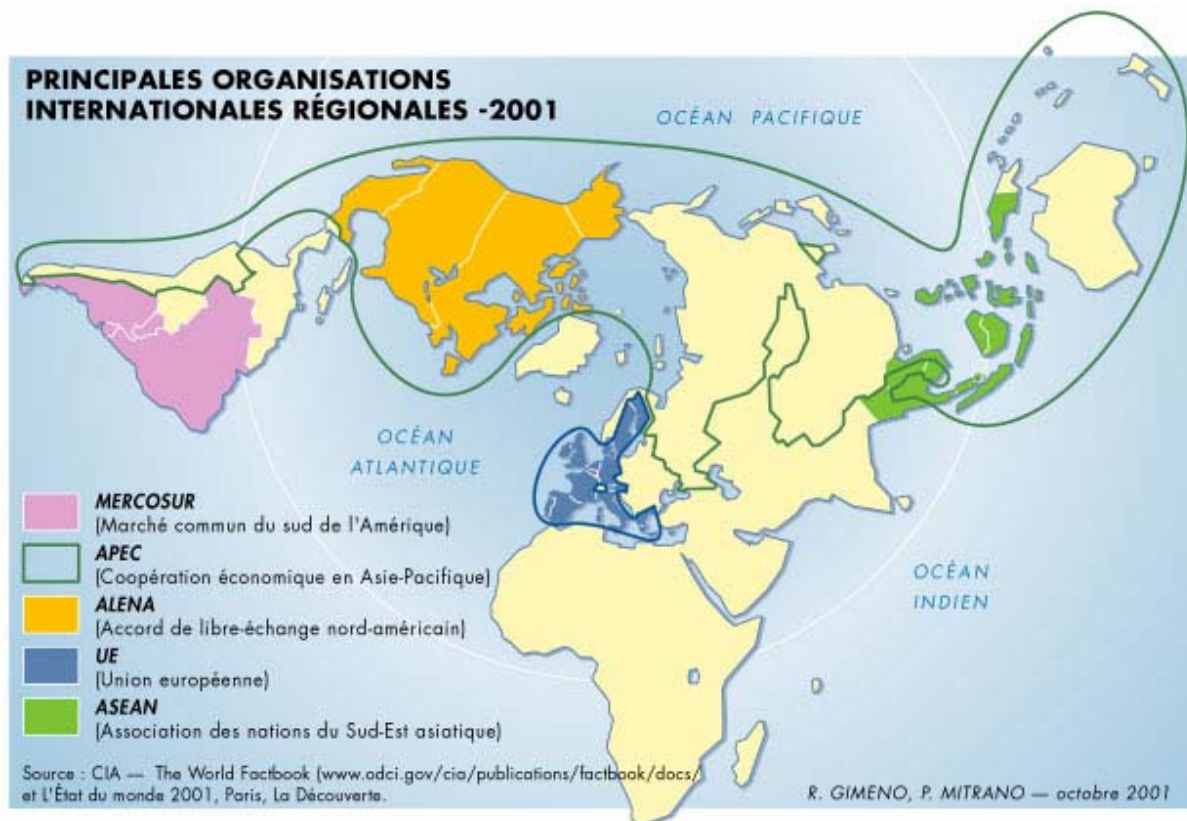 PRINCIPALES ORGANISATIONS
INTERNATIONALES RÉGIONALES -2001
OCÉAN PACIFIQUE
OCÉAN
ATLANTIQUE
OCÉAN
INDIEN
MERCOSUR
(Marché commun du sud de l'Amérique)
APEC
(Coopération économique en Asie-Pacifique)
ALENA
(Accord de libre-échange nord-américain)
UE
(Union européenne)
ASEAN
(Association des nations du Sud-Est asiatique)
Source : CIA — The World Factbook (www.odci.gov/cia/publications/factbook/docs/
et L'État du monde 2001, Paris, La Découverte.
R. GIMENO, P. MITRANO — octobre 2001